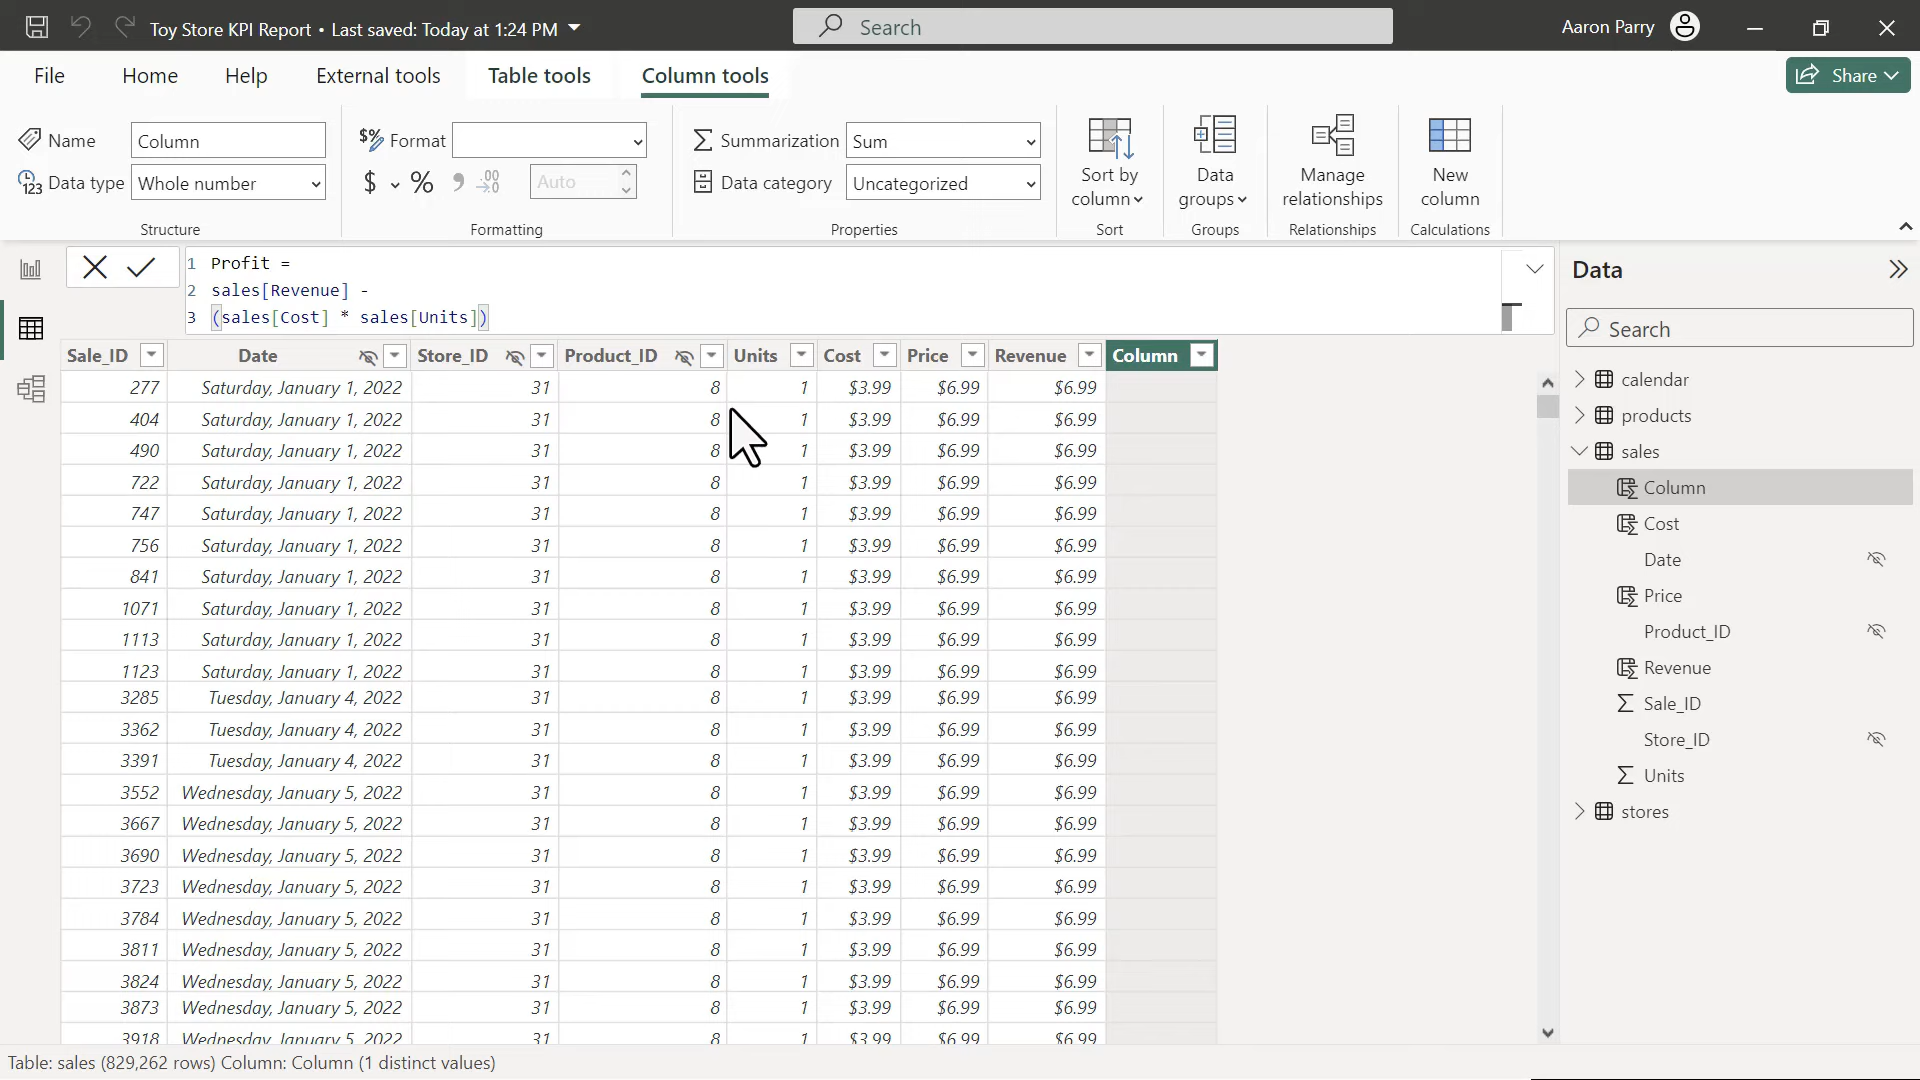 Toy Store KPI Report • Last saved: Today at 1:24 PM
Search
Aaron Parry
File
Home
Help
External tools
Table tools
Column tools
Share
Name
Column
Data type
Whole number
Structure
$% Format
$
%
,
.00
Auto
Formatting
Summarization
Sum
Data category
Uncategorized
Properties
Sort by
column
Sort
Data
groups
Groups
Manage
relationships
Relationships
New
column
Calculations
1 Profit =
2 sales[Revenue] -
3 (sales[Cost] * sales[Units])
Sale_ID Date Store_ID Product_ID Units Cost Price Revenue Column
277 Saturday, January 1, 2022 31 8 1 $3.99 $6.99 $6.99
404 Saturday, January 1, 2022 31 8 1 $3.99 $6.99 $6.99
490 Saturday, January 1, 2022 31 8 1 $3.99 $6.99 $6.99
722 Saturday, January 1, 2022 31 8 1 $3.99 $6.99 $6.99
747 Saturday, January 1, 2022 31 8 1 $3.99 $6.99 $6.99
756 Saturday, January 1, 2022 31 8 1 $3.99 $6.99 $6.99
841 Saturday, January 1, 2022 31 8 1 $3.99 $6.99 $6.99
1071 Saturday, January 1, 2022 31 8 1 $3.99 $6.99 $6.99
1113 Saturday, January 1, 2022 31 8 1 $3.99 $6.99 $6.99
1123 Saturday, January 1, 2022 31 8 1 $3.99 $6.99 $6.99
3285 Tuesday, January 4, 2022 31 8 1 $3.99 $6.99 $6.99
3362 Tuesday, January 4, 2022 31 8 1 $3.99 $6.99 $6.99
3391 Tuesday, January 4, 2022 31 8 1 $3.99 $6.99 $6.99
3552 Wednesday, January 5, 2022 31 8 1 $3.99 $6.99 $6.99
3667 Wednesday, January 5, 2022 31 8 1 $3.99 $6.99 $6.99
3690 Wednesday, January 5, 2022 31 8 1 $3.99 $6.99 $6.99
3723 Wednesday, January 5, 2022 31 8 1 $3.99 $6.99 $6.99
3784 Wednesday, January 5, 2022 31 8 1 $3.99 $6.99 $6.99
3811 Wednesday, January 5, 2022 31 8 1 $3.99 $6.99 $6.99
3824 Wednesday, January 5, 2022 31 8 1 $3.99 $6.99 $6.99
3873 Wednesday, January 5, 2022 31 8 1 $3.99 $6.99 $6.99
3918 Wednesday, January 5, 2022 31 8 1 $3.99 $6.99 $6.99
Data
Search
calendar
products
sales
Column
Cost
Date
Price
Product_ID
Revenue
Sale_ID
Store_ID
Units
stores
Table: sales (829,262 rows) Column: Column (1 distinct values)